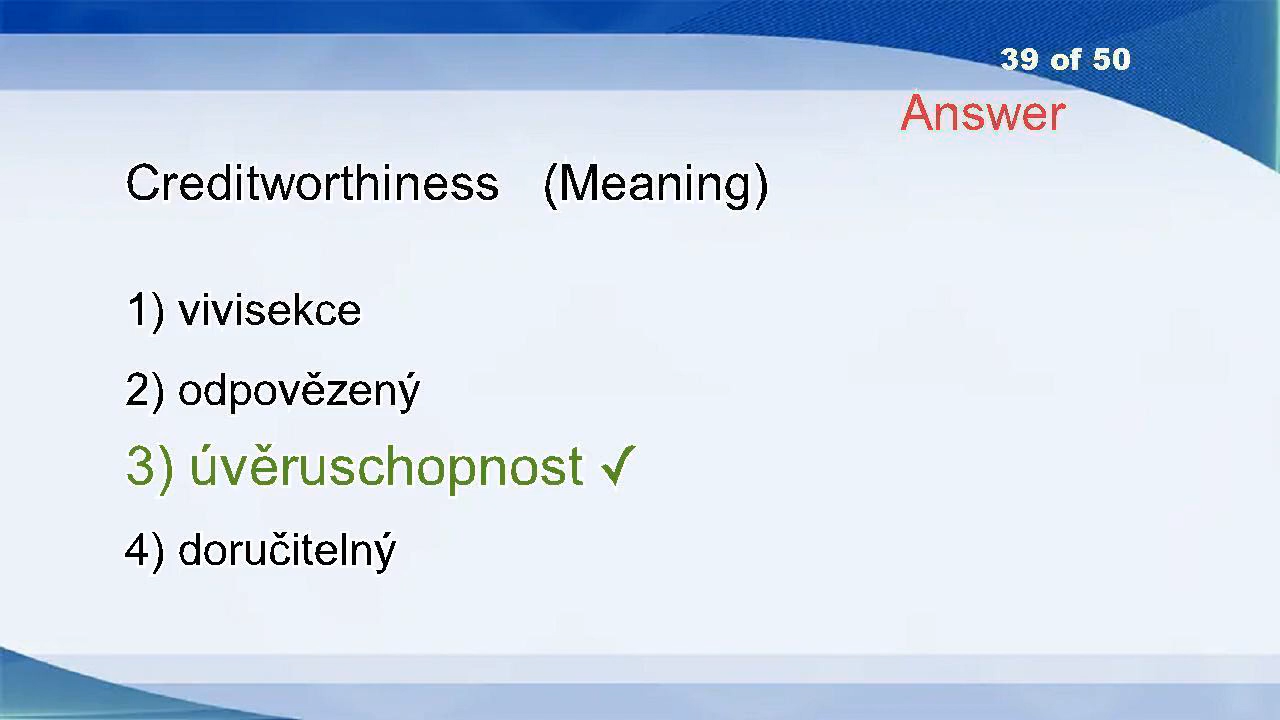 39 of 50
Answer
Creditworthiness (Meaning)
1) vivisekce
2) odpovězený
3) úvěruschopnost ✓
4) doručitelný